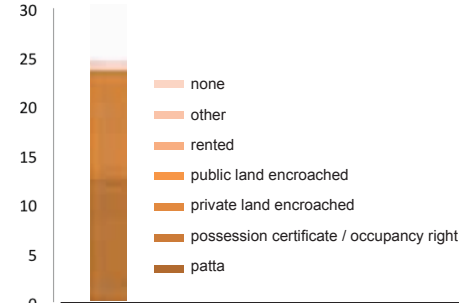 30
25
20
15
10
5
0
none
other
rented
public land encroached
private land encroached
possession certificate / occupancy right
patta